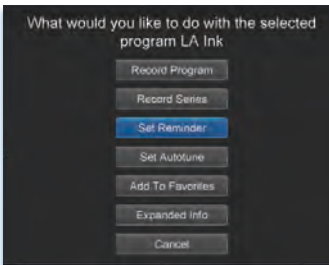 What would you like to do with the selected
program LA Ink
Record Program
Record Series
Set Reminder
Set Autotune
Add To Favorites
Expanded Info
Cancel